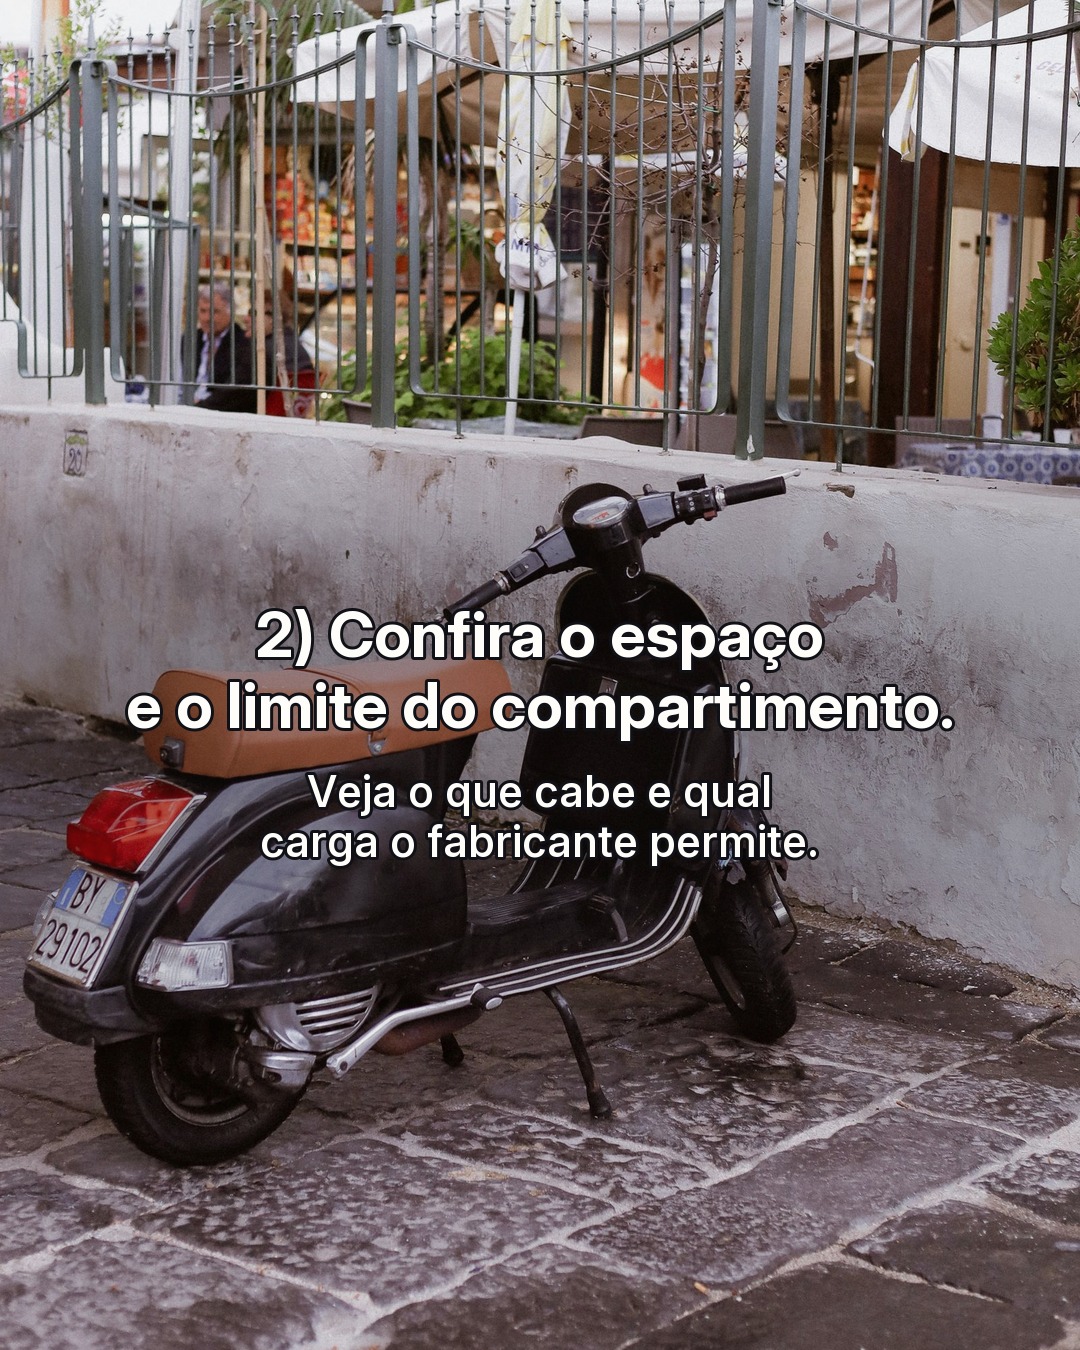 2) Confira o espaço
e o limite do compartimento.
Veja o que cabe e qual
carga o fabricante permite.
BY
29102
20